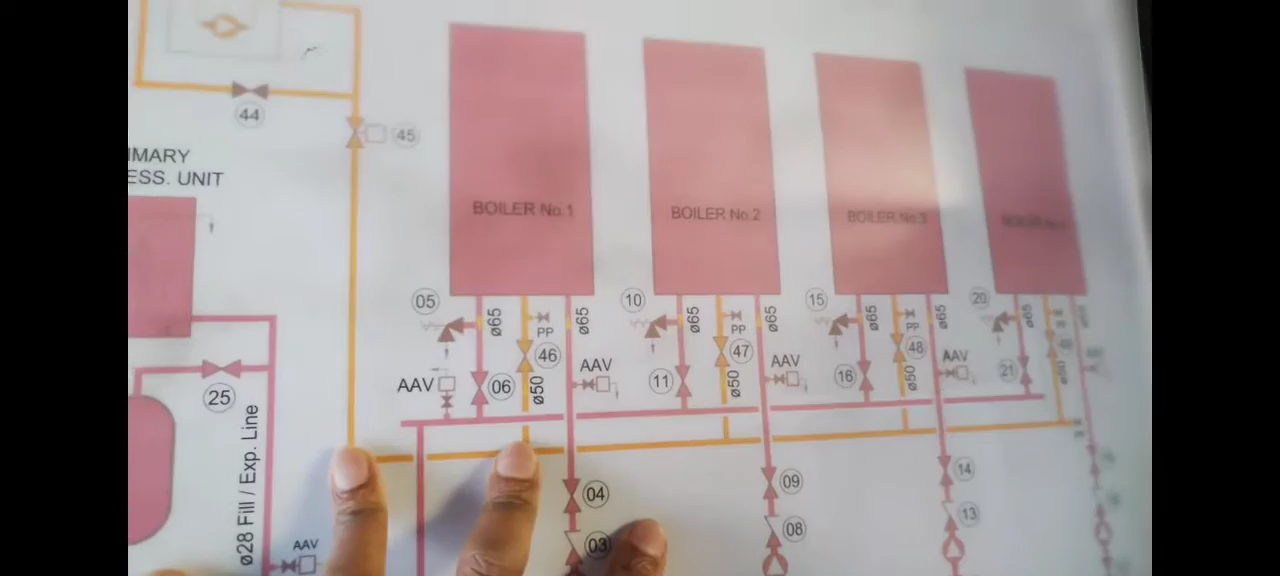 44
45
IMARY
ESS. UNIT
BOILER No.1
BOILER No.2
BOILER No.3
05
ø65
PP
ø65
10
ø65
PP
ø65
15
ø65
PP
ø65
20
ø65
46
47
48
AAV
06
ø50
AAV
11
ø50
AAV
16
ø50
AAV
21
25
ø28 Fill / Exp. Line
04
09
14
03
08
13
AAV